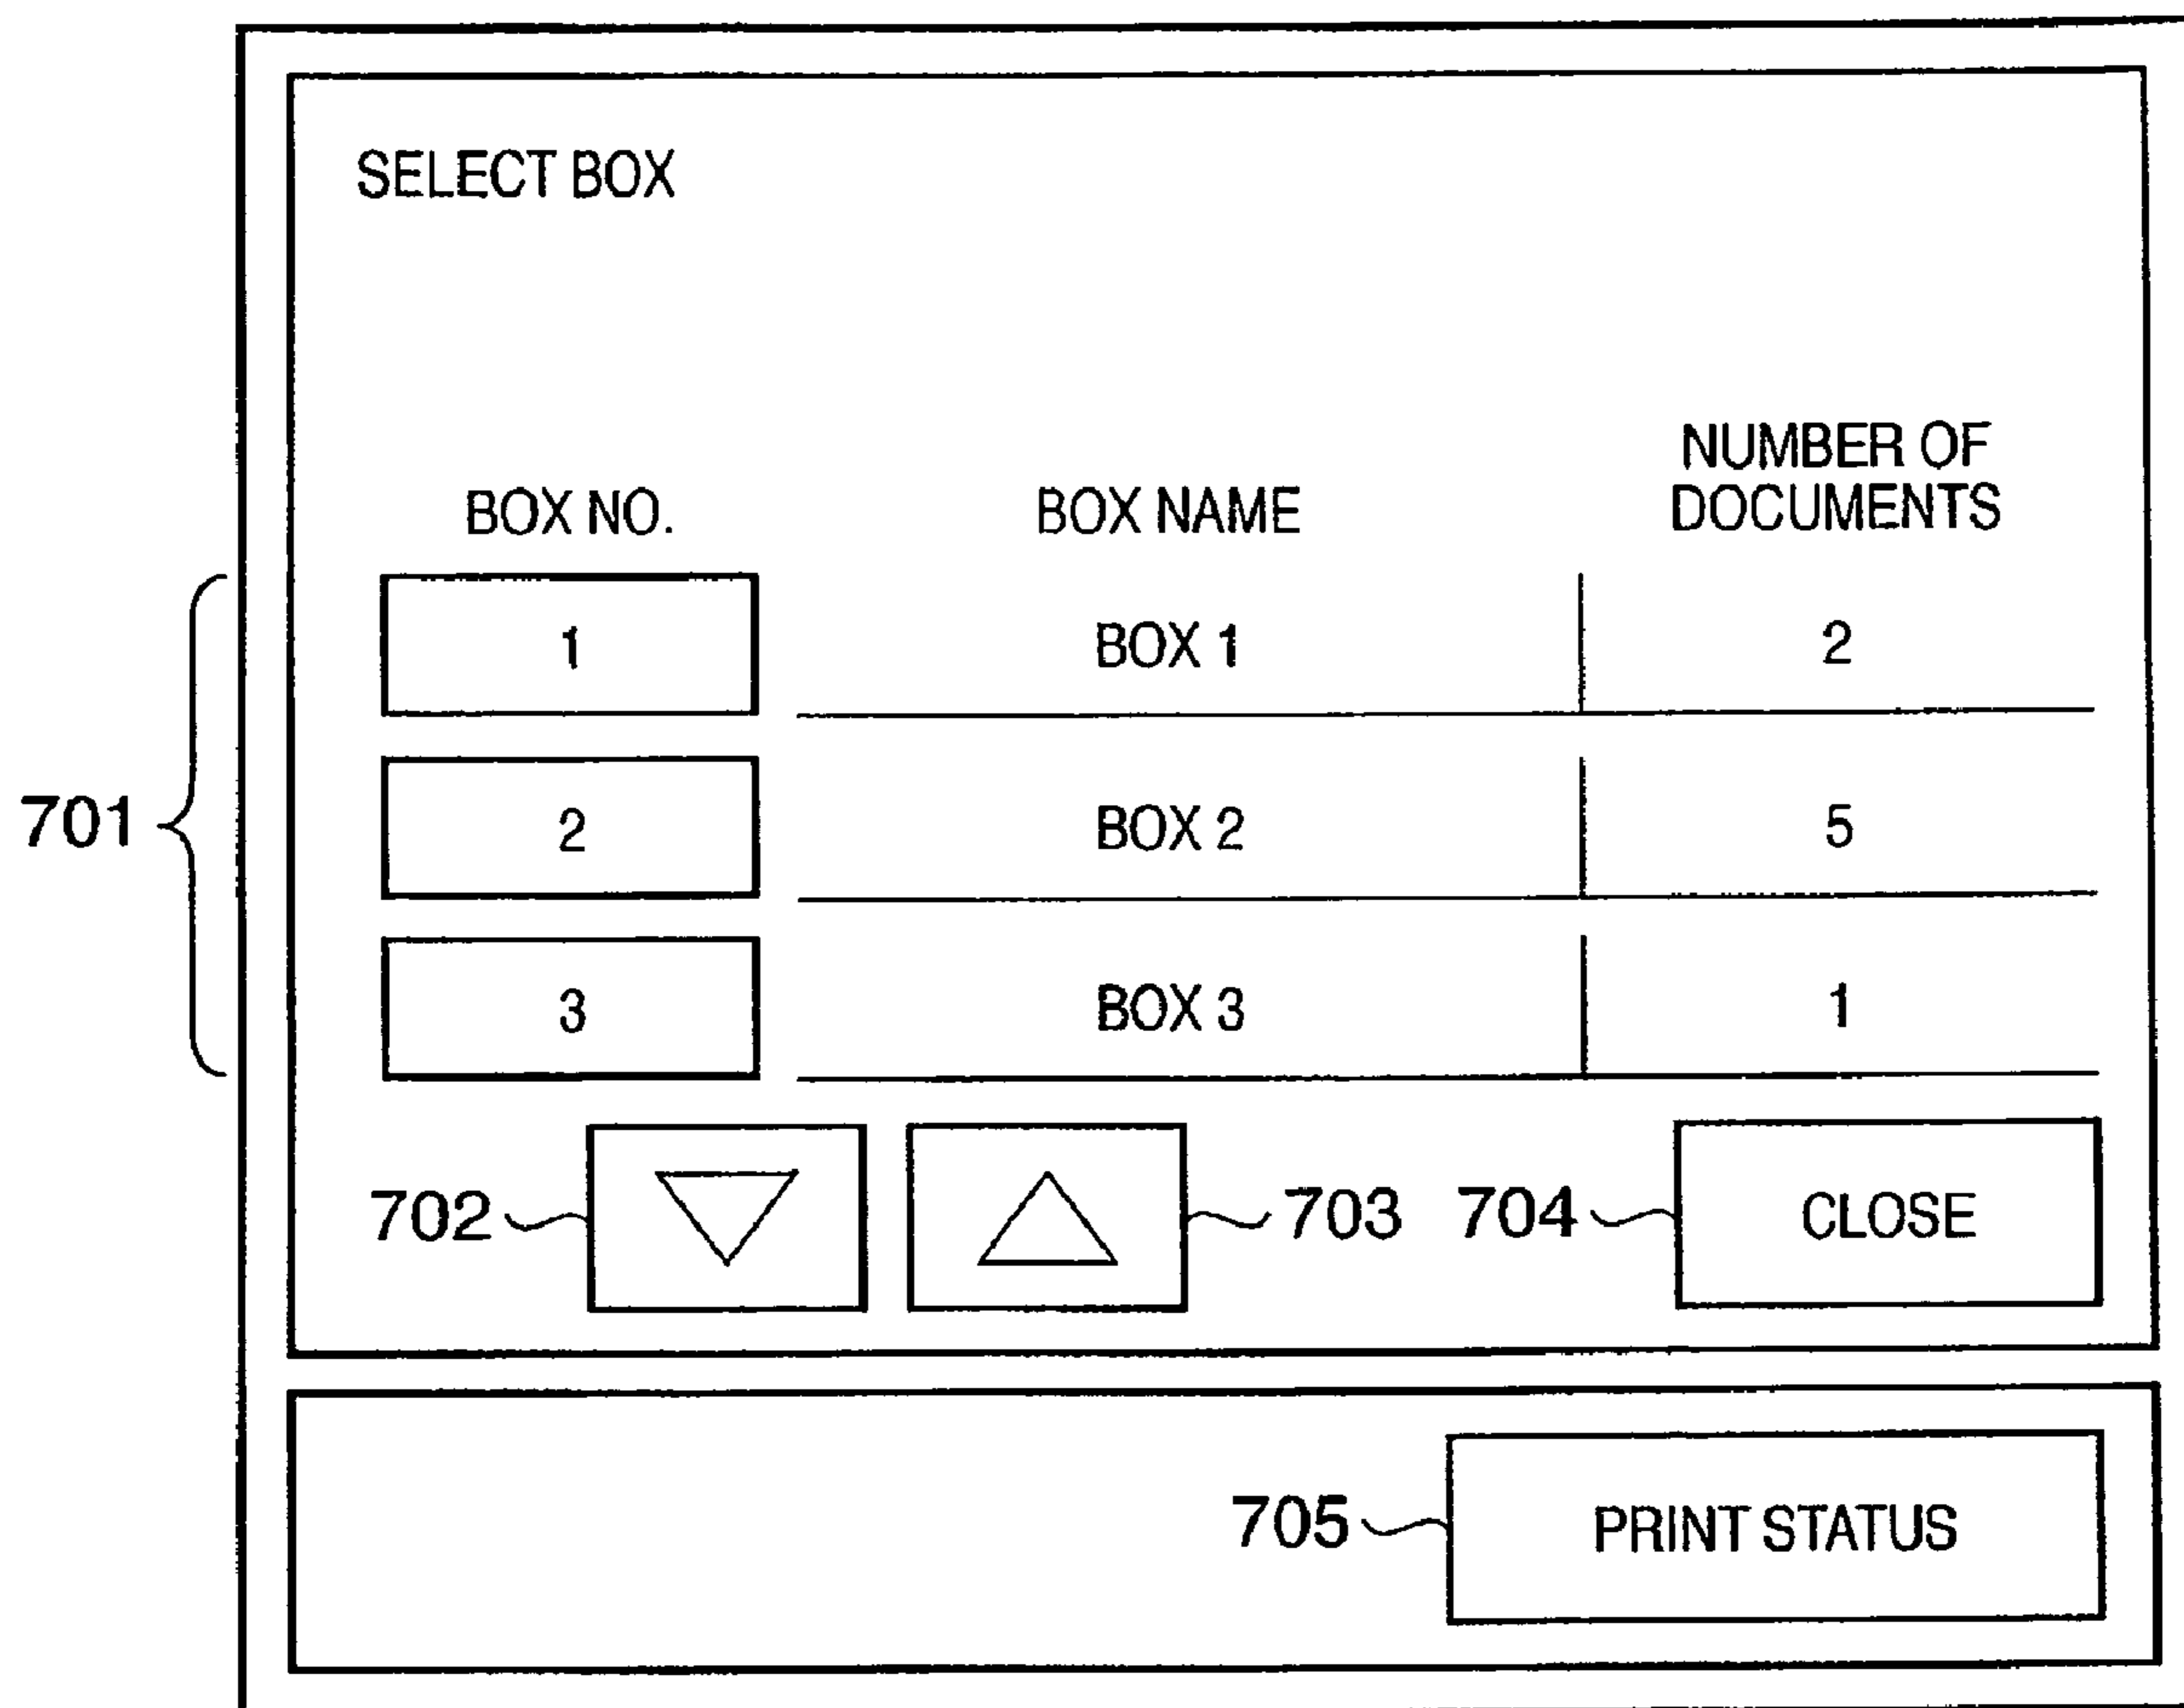 SELECT BOX
NUMBER OF
DOCUMENTS
BOX NO. BOX NAME
1 BOX 1 2
701
2 BOX 2 5
3 BOX 3 1
702 703 704 CLOSE
705 PRINT STATUS